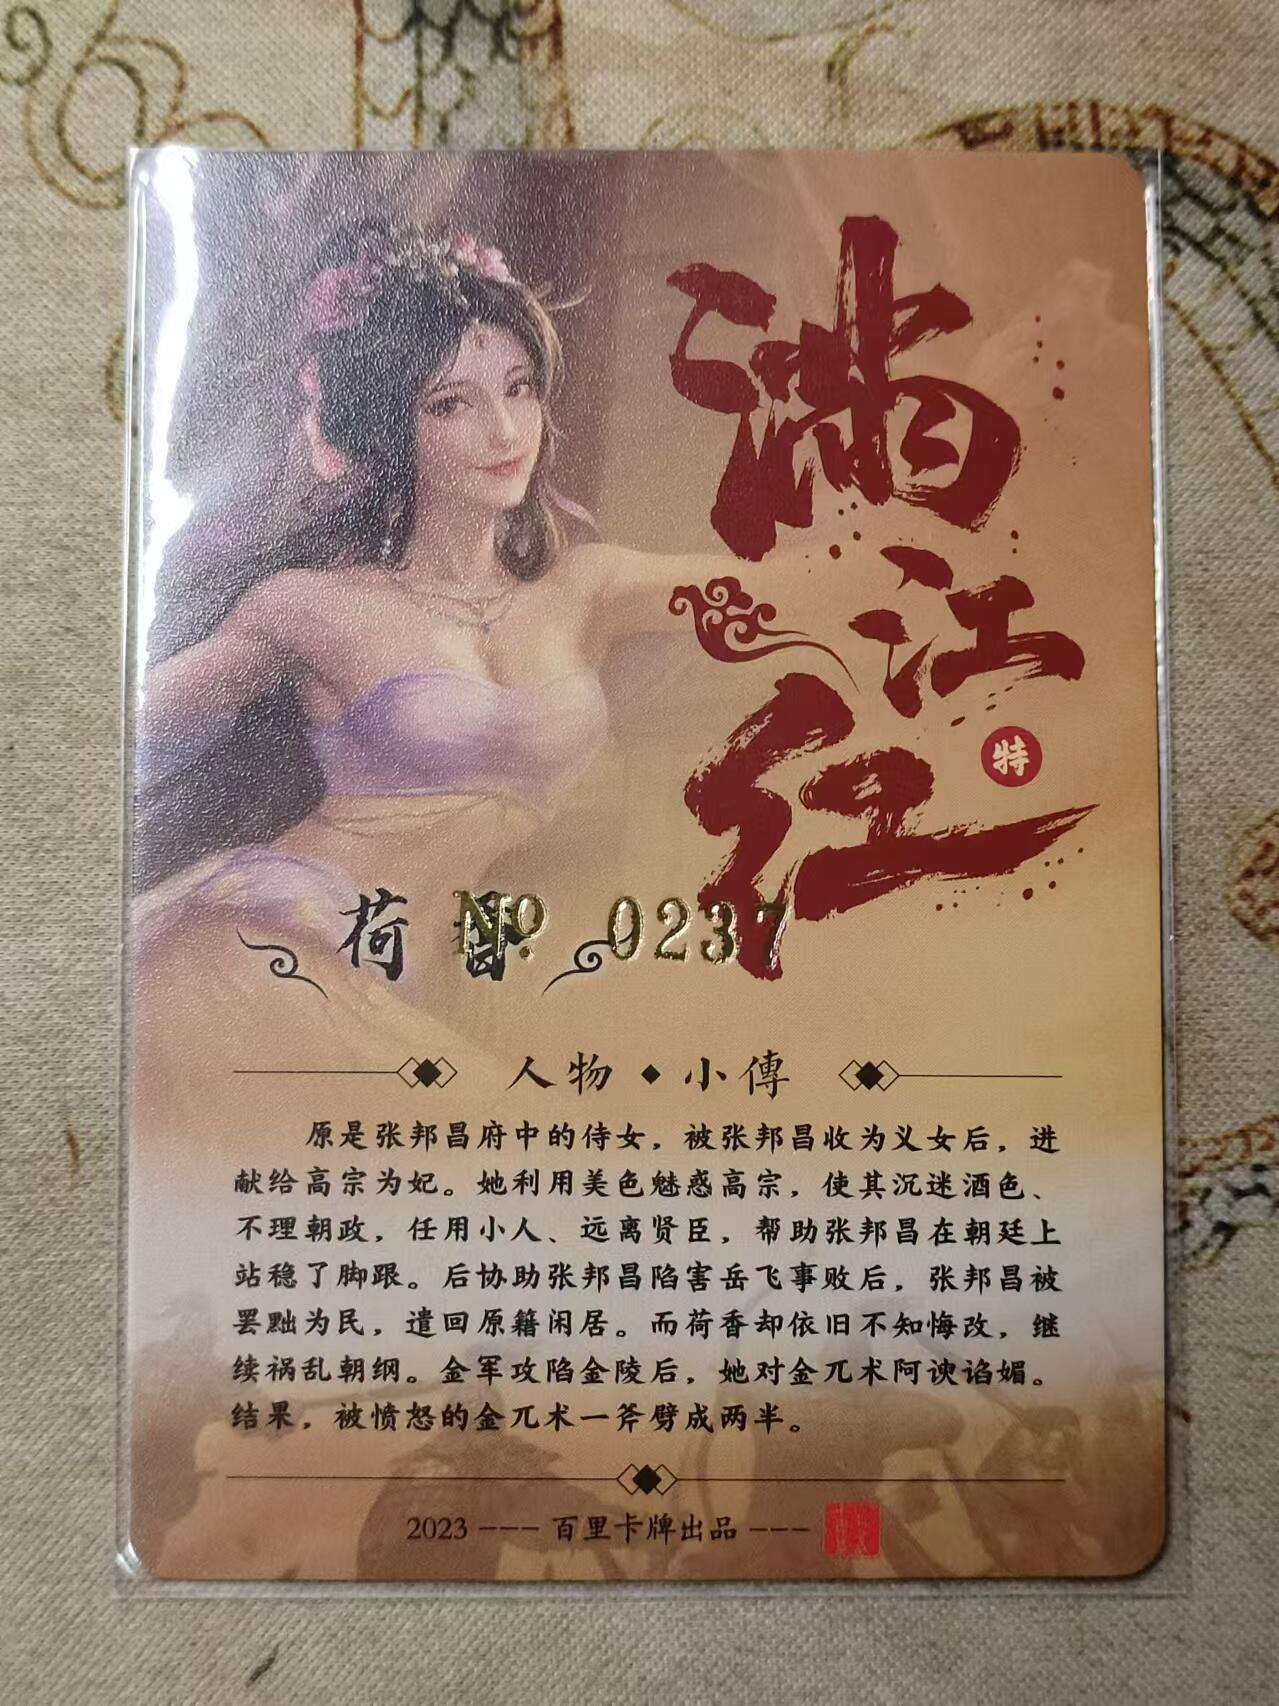 满江红
特
荷香
№ 0237
人物◆小傳
原是张邦昌府中的侍女，被张邦昌收为义女后，进
献给高宗为妃。她利用美色魅惑高宗，使其沉迷酒色、
不理朝政，任用小人、远离贤臣，帮助张邦昌在朝廷上
站稳了脚跟。后协助张邦昌陷害岳飞事败后，张邦昌被
罢黜为民，遣回原籍闲居。而荷香却依旧不知悔改，继
续祸乱朝纲。金军攻陷金陵后，她对金兀术阿谀谄媚。
结果，被愤怒的金兀术一斧劈成两半。
2023 --- 百里卡牌出品 ---